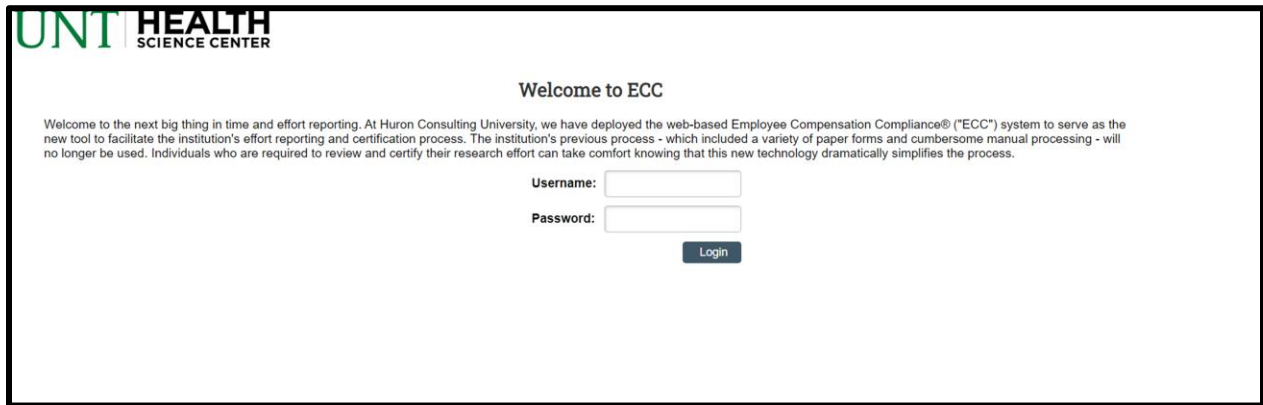 UNT HEALTH
SCIENCE CENTER
Welcome to ECC
Welcome to the next big thing in time and effort reporting. At Huron Consulting University, we have deployed the web-based Employee Compensation Compliance® ("ECC") system to serve as the
new tool to facilitate the institution's effort reporting and certification process. The institution's previous process - which included a variety of paper forms and cumbersome manual processing - will
no longer be used. Individuals who are required to review and certify their research effort can take comfort knowing that this new technology dramatically simplifies the process.
Username:
Password:
Login